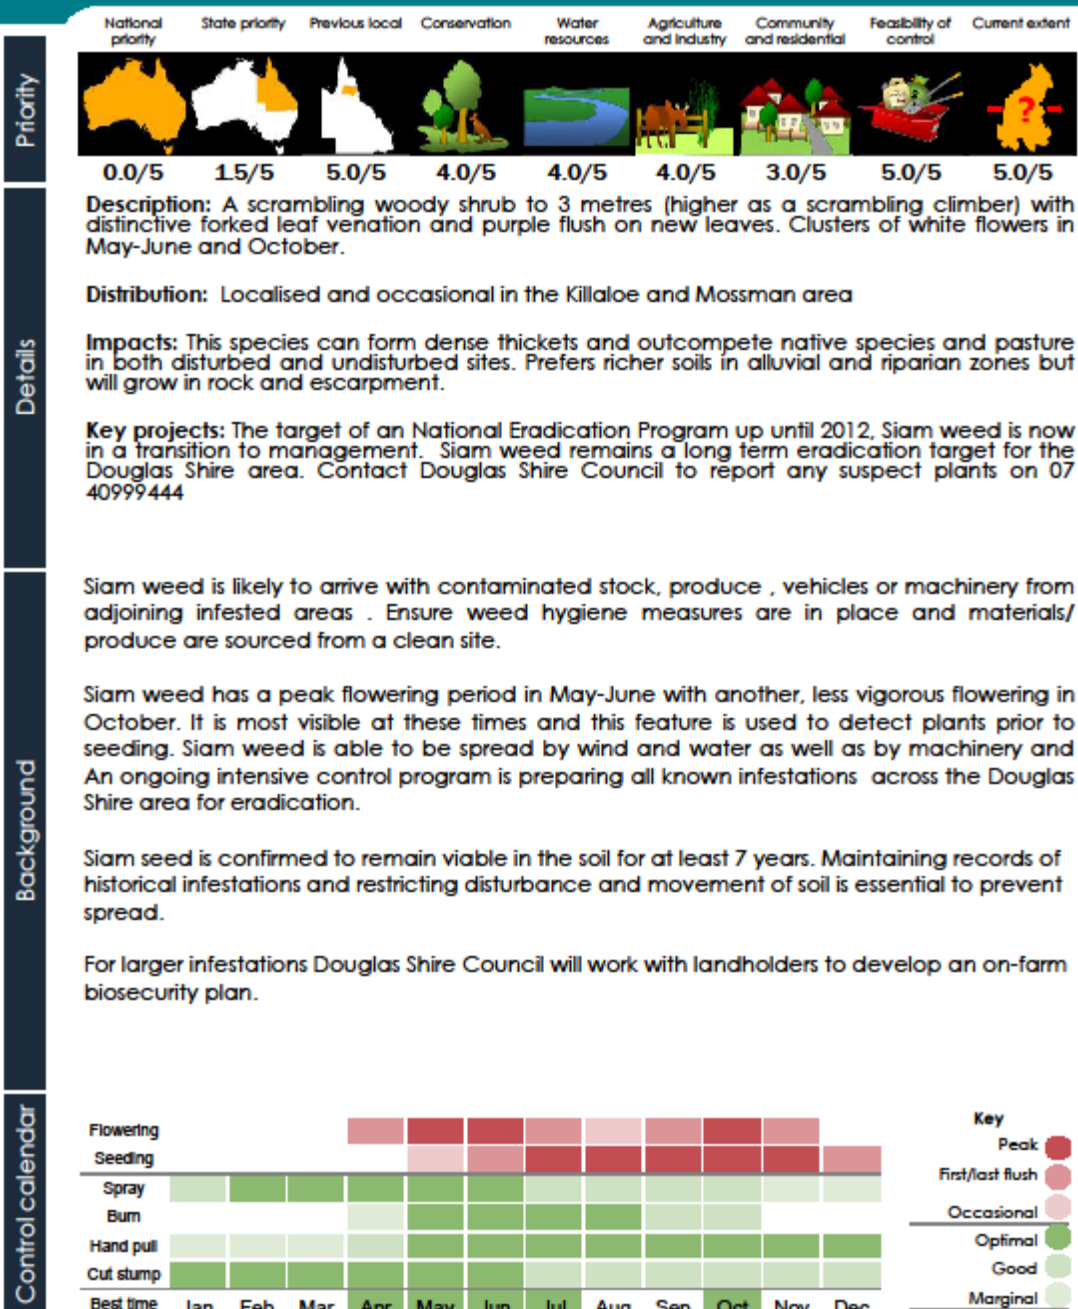 National priority
State priority
Previous local
Conservation
Water resources
Agriculture and industry
Community and residential
Feasibility of control
Current extent
Priority
?
0.0/5 1.5/5 5.0/5 4.0/5 4.0/5 4.0/5 3.0/5 5.0/5 5.0/5
Details
Description: A scrambling woody shrub to 3 metres (higher as a scrambling climber) with
distinctive forked leaf venation and purple flush on new leaves. Clusters of white flowers in
May-June and October.
Distribution: Localised and occasional in the Killaloe and Mossman area
Impacts: This species can form dense thickets and outcompete native species and pasture
in both disturbed and undisturbed sites. Prefers richer soils in alluvial and riparian zones but
will grow in rock and escarpment.
Key projects: The target of an National Eradication Program up until 2012, Siam weed is now
in a transition to management. Siam weed remains a long term eradication target for the
Douglas Shire area. Contact Douglas Shire Council to report any suspect plants on 07
40999444
Background
Siam weed is likely to arrive with contaminated stock, produce , vehicles or machinery from
adjoining infested areas . Ensure weed hygiene measures are in place and materials/
produce are sourced from a clean site.
Siam weed has a peak flowering period in May-June with another, less vigorous flowering in
October. It is most visible at these times and this feature is used to detect plants prior to
seeding. Siam weed is able to be spread by wind and water as well as by machinery and
An ongoing intensive control program is preparing all known infestations across the Douglas
Shire area for eradication.
Siam seed is confirmed to remain viable in the soil for at least 7 years. Maintaining records of
historical infestations and restricting disturbance and movement of soil is essential to prevent
spread.
For larger infestations Douglas Shire Council will work with landholders to develop an on-farm
biosecurity plan.
Control calendar
Flowering
Seeding
Spray
Burn
Hand pull
Cut stump
Best time Jan Feb Mar Apr May Jun Jul Aug Sep Oct Nov Dec
Key
Peak
First/last flush
Occasional
Optimal
Good
Marginal